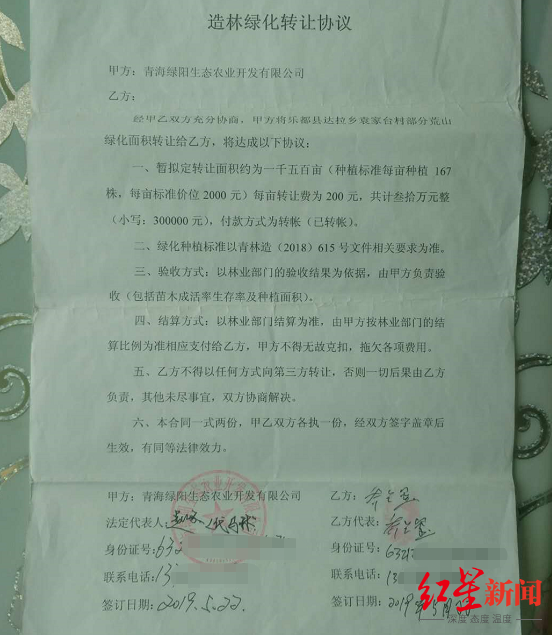 造林绿化转让协议
甲方：青海绿阳生态农业开发有限公司
乙方：
经甲乙双方充分协商，甲方将乐都县达拉乡袁家台村部分荒山
绿化面积转让给乙方，将达成以下协议：
一、暂拟定转让面积约为一千五百亩（种植标准每亩种植 167
株，每亩标准价位 2000 元）每亩转让费为 200 元，共计叁拾万元整
（小写：300000 元），付款方式为转帐（已转帐）。
二、绿化种植标准以青林造（2018）615 号文件相关要求为准。
三、验收方式：以林业部门的验收结果为依据，由甲方负责验
收（包括苗木成活率生存率及种植面积）。
四、结算方式：以林业部门结算为准，由甲方按林业部门的结
算比例为准相应支付给乙方，甲方不得无故克扣，拖欠各项费用。
五、乙方不得以任何方式向第三方转让，否则一切后果由乙方
负责，其他未尽事宜，双方协商解决。
六、本合同一式两份，甲乙双方各执一份，经双方签字盖章后
生效，有同等法律效力。
甲方：青海绿阳生态农业开发有限公司
法定代表人：
身份证号：632
联系电话：13
签订日期：2019.5.22.
乙方：
乙方代表：
身份证号：632
联系电话：1
签订日期：2019
红星新闻
深度 态度 温度